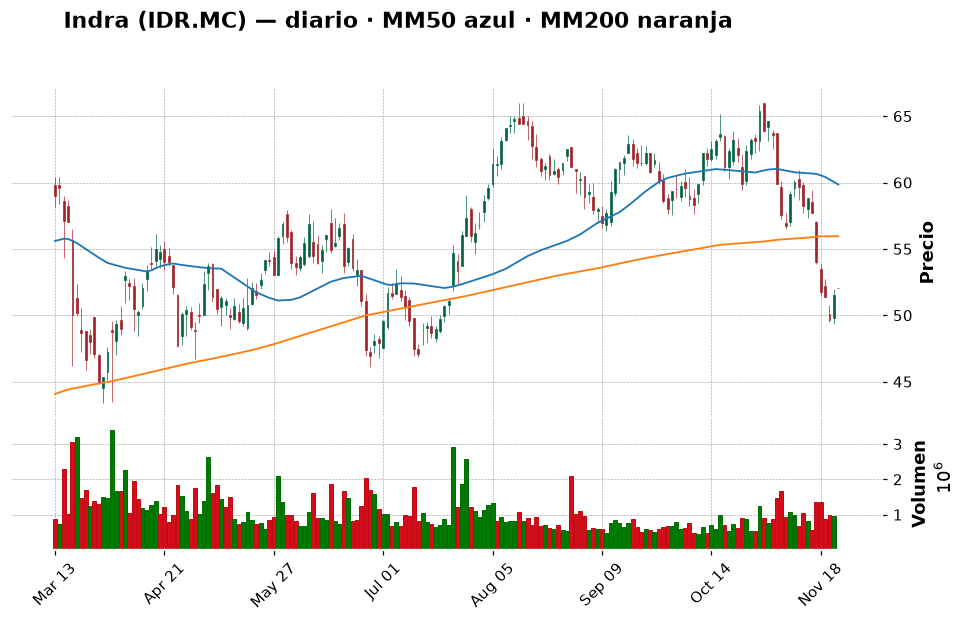 Indra (IDR.MC) — diario · MM50 azul · MM200 naranja
65
60
55
50
45
Precio
3
2
1
Volumen
10^6
Mar 13
Apr 21
May 27
Jul 01
Aug 05
Sep 09
Oct 14
Nov 18